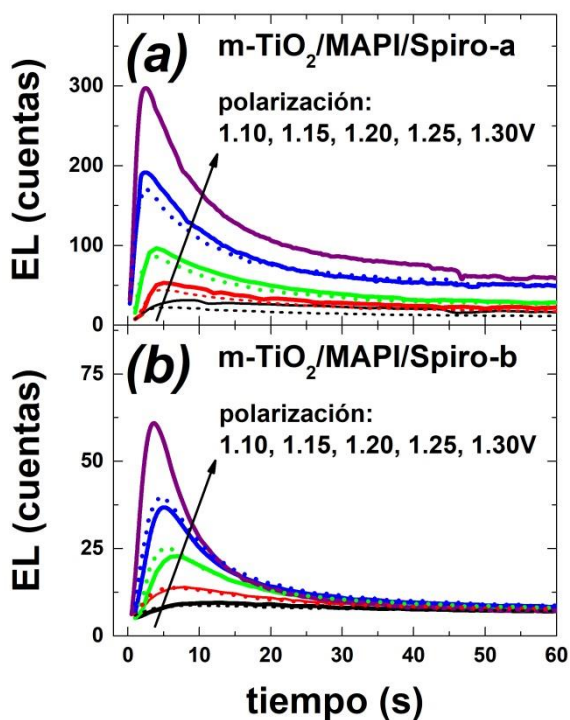 (a) m-TiO₂/MAPI/Spiro-a
polarización:
1.10, 1.15, 1.20, 1.25, 1.30V
EL (cuentas)
300
200
100
0
(b) m-TiO₂/MAPI/Spiro-b
polarización:
1.10, 1.15, 1.20, 1.25, 1.30V
EL (cuentas)
75
50
25
0
0 10 20 30 40 50 60
tiempo (s)